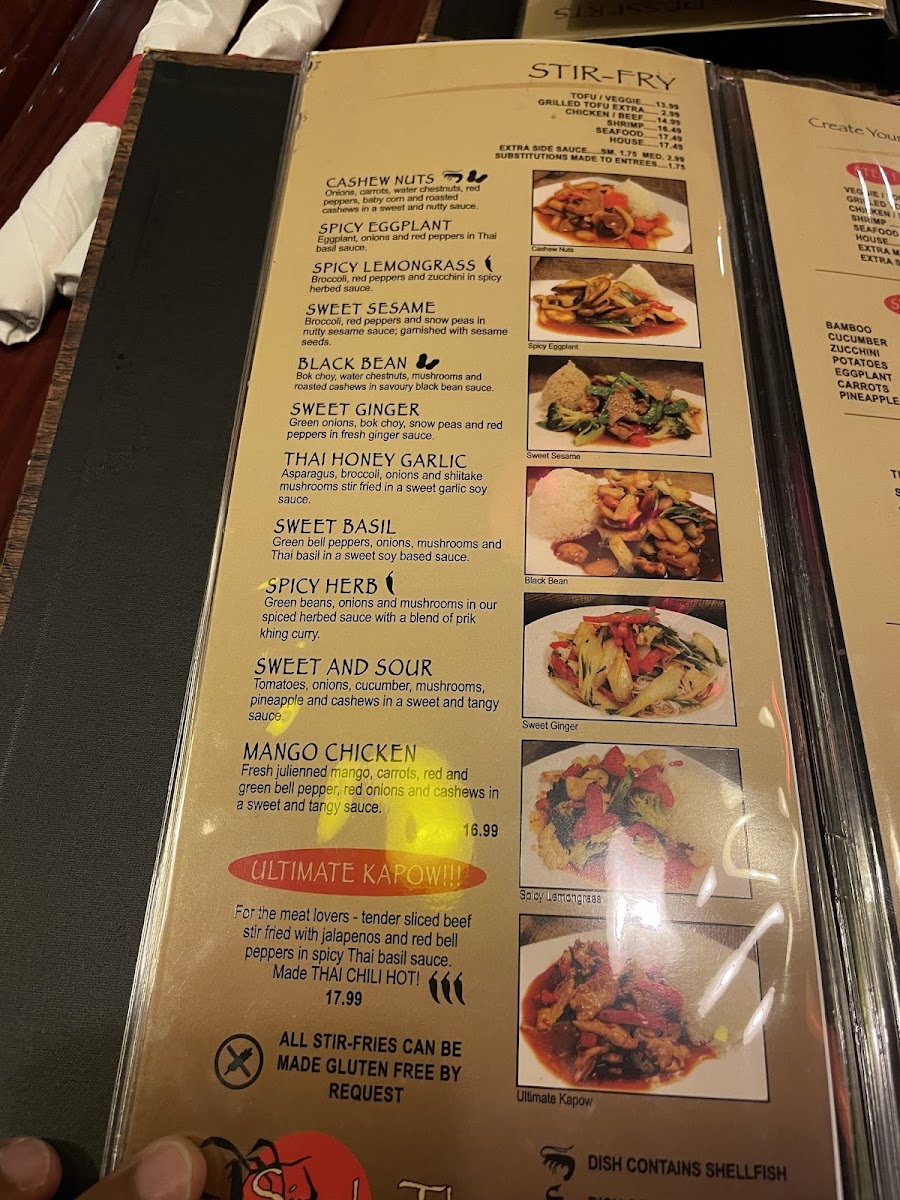 DESSERTS
STIR-FRY
TOFU / VEGGIE.....13.99
GRILLED TOFU EXTRA.... 2.99
CHICKEN / BEEF.....14.99
SHRIMP.....16.49
SEAFOOD.....17.49
HOUSE.....17.49
EXTRA SIDE SAUCE.....SM. 1.75 MED. 2.99
SUBSTITUTIONS MADE TO ENTREES....1.75
CASHEW NUTS
Onions, carrots, water chestnuts, red
peppers, baby corn and roasted
cashews in a sweet and nutty sauce.
SPICY EGGPLANT
Eggplant, onions and red peppers in Thai
basil sauce.
SPICY LEMONGRASS
Broccoli, red peppers and zucchini in spicy
herbed sauce.
SWEET SESAME
Broccoli, red peppers and snow peas in
nutty sesame sauce; garnished with sesame
seeds.
BLACK BEAN
Bok choy, water chestnuts, mushrooms and
roasted cashews in savoury black bean sauce.
SWEET GINGER
Green onions, bok choy, snow peas and red
peppers in fresh ginger sauce.
THAI HONEY GARLIC
Asparagus, broccoli, onions and shiitake
mushrooms stir fried in a sweet garlic soy
sauce.
SWEET BASIL
Green bell peppers, onions, mushrooms and
Thai basil in a sweet soy based sauce.
SPICY HERB
Green beans, onions and mushrooms in our
spiced herbed sauce with a blend of prik
khing curry.
SWEET AND SOUR
Tomatoes, onions, cucumber, mushrooms,
pineapple and cashews in a sweet and tangy
sauce.
MANGO CHICKEN
Fresh julienned mango, carrots, red and
green bell pepper, red onions and cashews in
a sweet and tangy sauce.
16.99
ULTIMATE KAPOW!!!
For the meat lovers - tender sliced beef
stir fried with jalapenos and red bell
peppers in spicy Thai basil sauce.
Made THAI CHILI HOT!
17.99
ALL STIR-FRIES CAN BE
MADE GLUTEN FREE BY
REQUEST
Cashew Nuts
Spicy Eggplant
Sweet Sesame
Black Bean
Sweet Ginger
Spicy Lemongrass
Ultimate Kapow
DISH CONTAINS SHELLFISH
Create Your
VEGGIE /
GRILLED
CHICKEN /
SHRIMP
SEAFOOD
HOUSE
EXTRA
EXTRA
BAMBOO
CUCUMBER
ZUCCHINI
POTATOES
EGGPLANT
CARROTS
PINEAPPLE